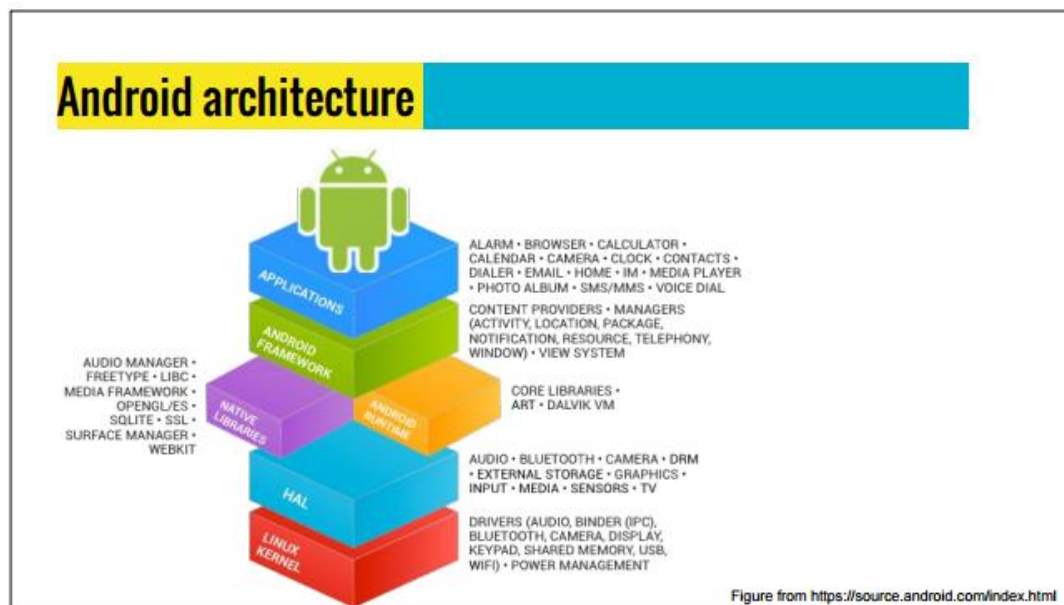 Android architecture
APPLICATIONS
ALARM • BROWSER • CALCULATOR •
CALENDAR • CAMERA • CLOCK • CONTACTS •
DIALER • EMAIL • HOME • IM • MEDIA PLAYER
• PHOTO ALBUM • SMS/MMS • VOICE DIAL
ANDROID
FRAMEWORK
CONTENT PROVIDERS • MANAGERS
(ACTIVITY, LOCATION, PACKAGE,
NOTIFICATION, RESOURCE, TELEPHONY,
WINDOW) • VIEW SYSTEM
AUDIO MANAGER •
FREETYPE • LIBC •
MEDIA FRAMEWORK •
OPENGL/ES •
SQLITE • SSL •
SURFACE MANAGER •
WEBKIT
NATIVE
LIBRARIES
ANDROID
RUNTIME
CORE LIBRARIES •
ART • DALVIK VM
HAL
AUDIO • BLUETOOTH • CAMERA • DRM
• EXTERNAL STORAGE • GRAPHICS •
INPUT • MEDIA • SENSORS • TV
LINUX
KERNEL
DRIVERS (AUDIO, BINDER (IPC),
BLUETOOTH, CAMERA, DISPLAY,
KEYPAD, SHARED MEMORY, USB,
WIFI) • POWER MANAGEMENT
Figure from https://source.android.com/index.html